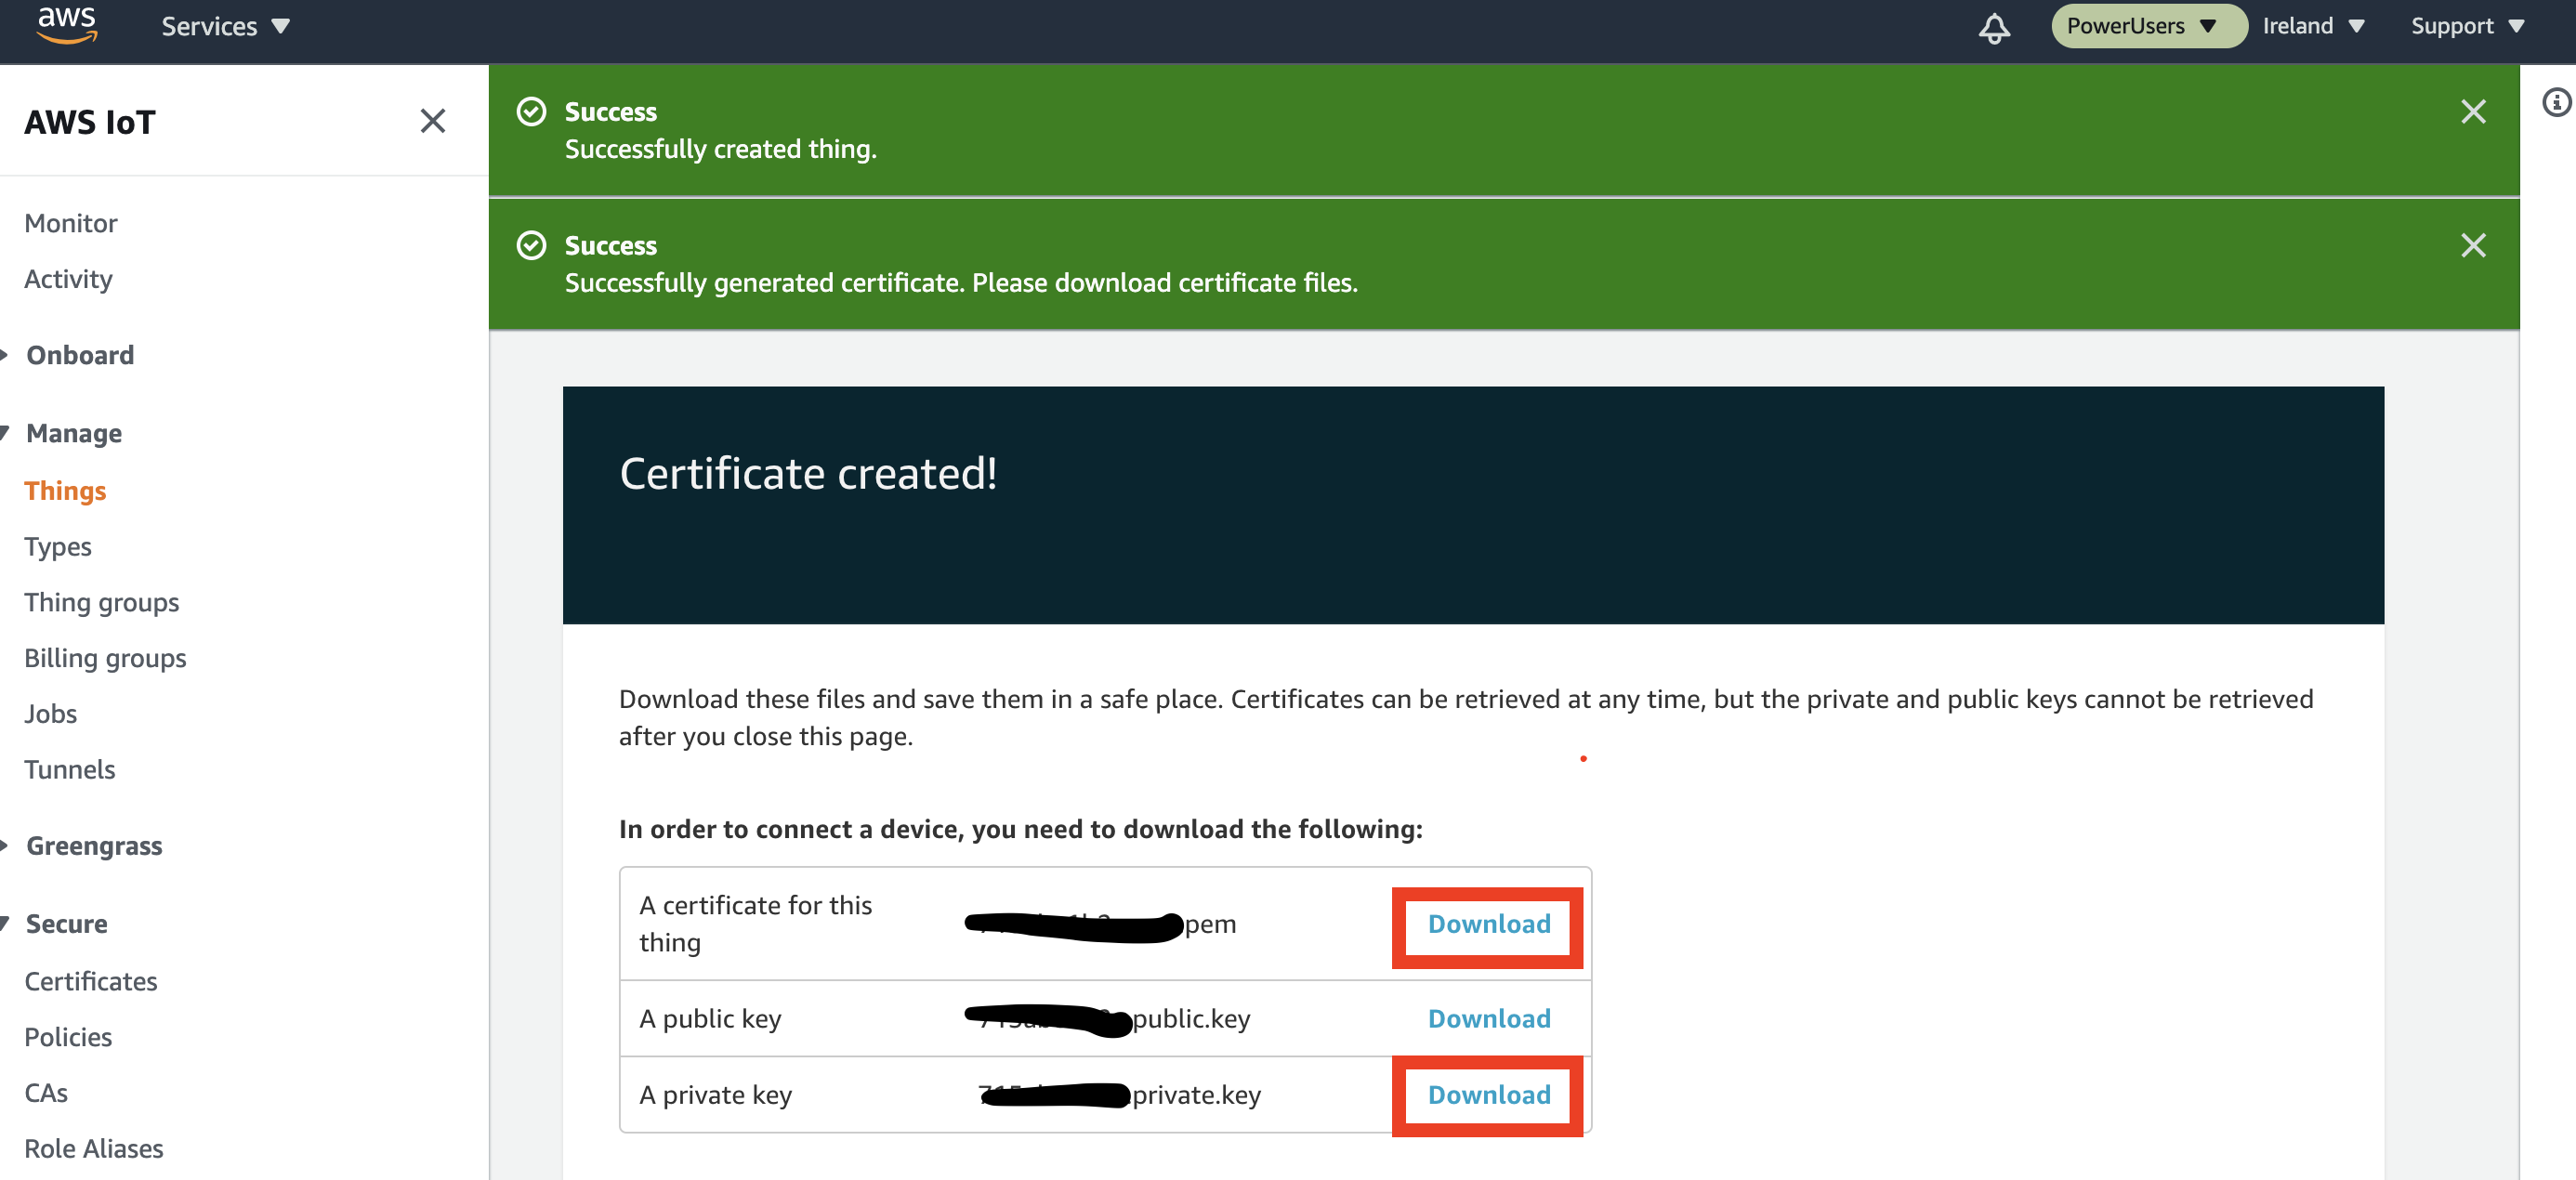 aws
Services
PowerUsers
Ireland
Support
AWS IoT
Monitor
Activity
Onboard
Manage
Things
Types
Thing groups
Billing groups
Jobs
Tunnels
Greengrass
Secure
Certificates
Policies
CAs
Role Aliases
Success
Successfully created thing.
Success
Successfully generated certificate. Please download certificate files.
Certificate created!
Download these files and save them in a safe place. Certificates can be retrieved at any time, but the private and public keys cannot be retrieved
after you close this page.
In order to connect a device, you need to download the following:
A certificate for this
thing
pem
Download
A public key
public.key
Download
A private key
.private.key
Download